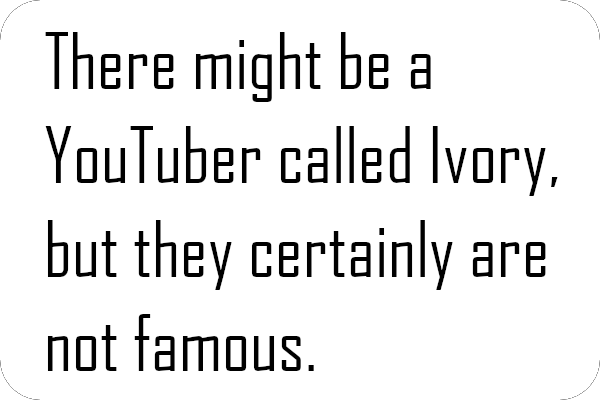 There might be a
YouTuber called Ivory,
but they certainly are
not famous.